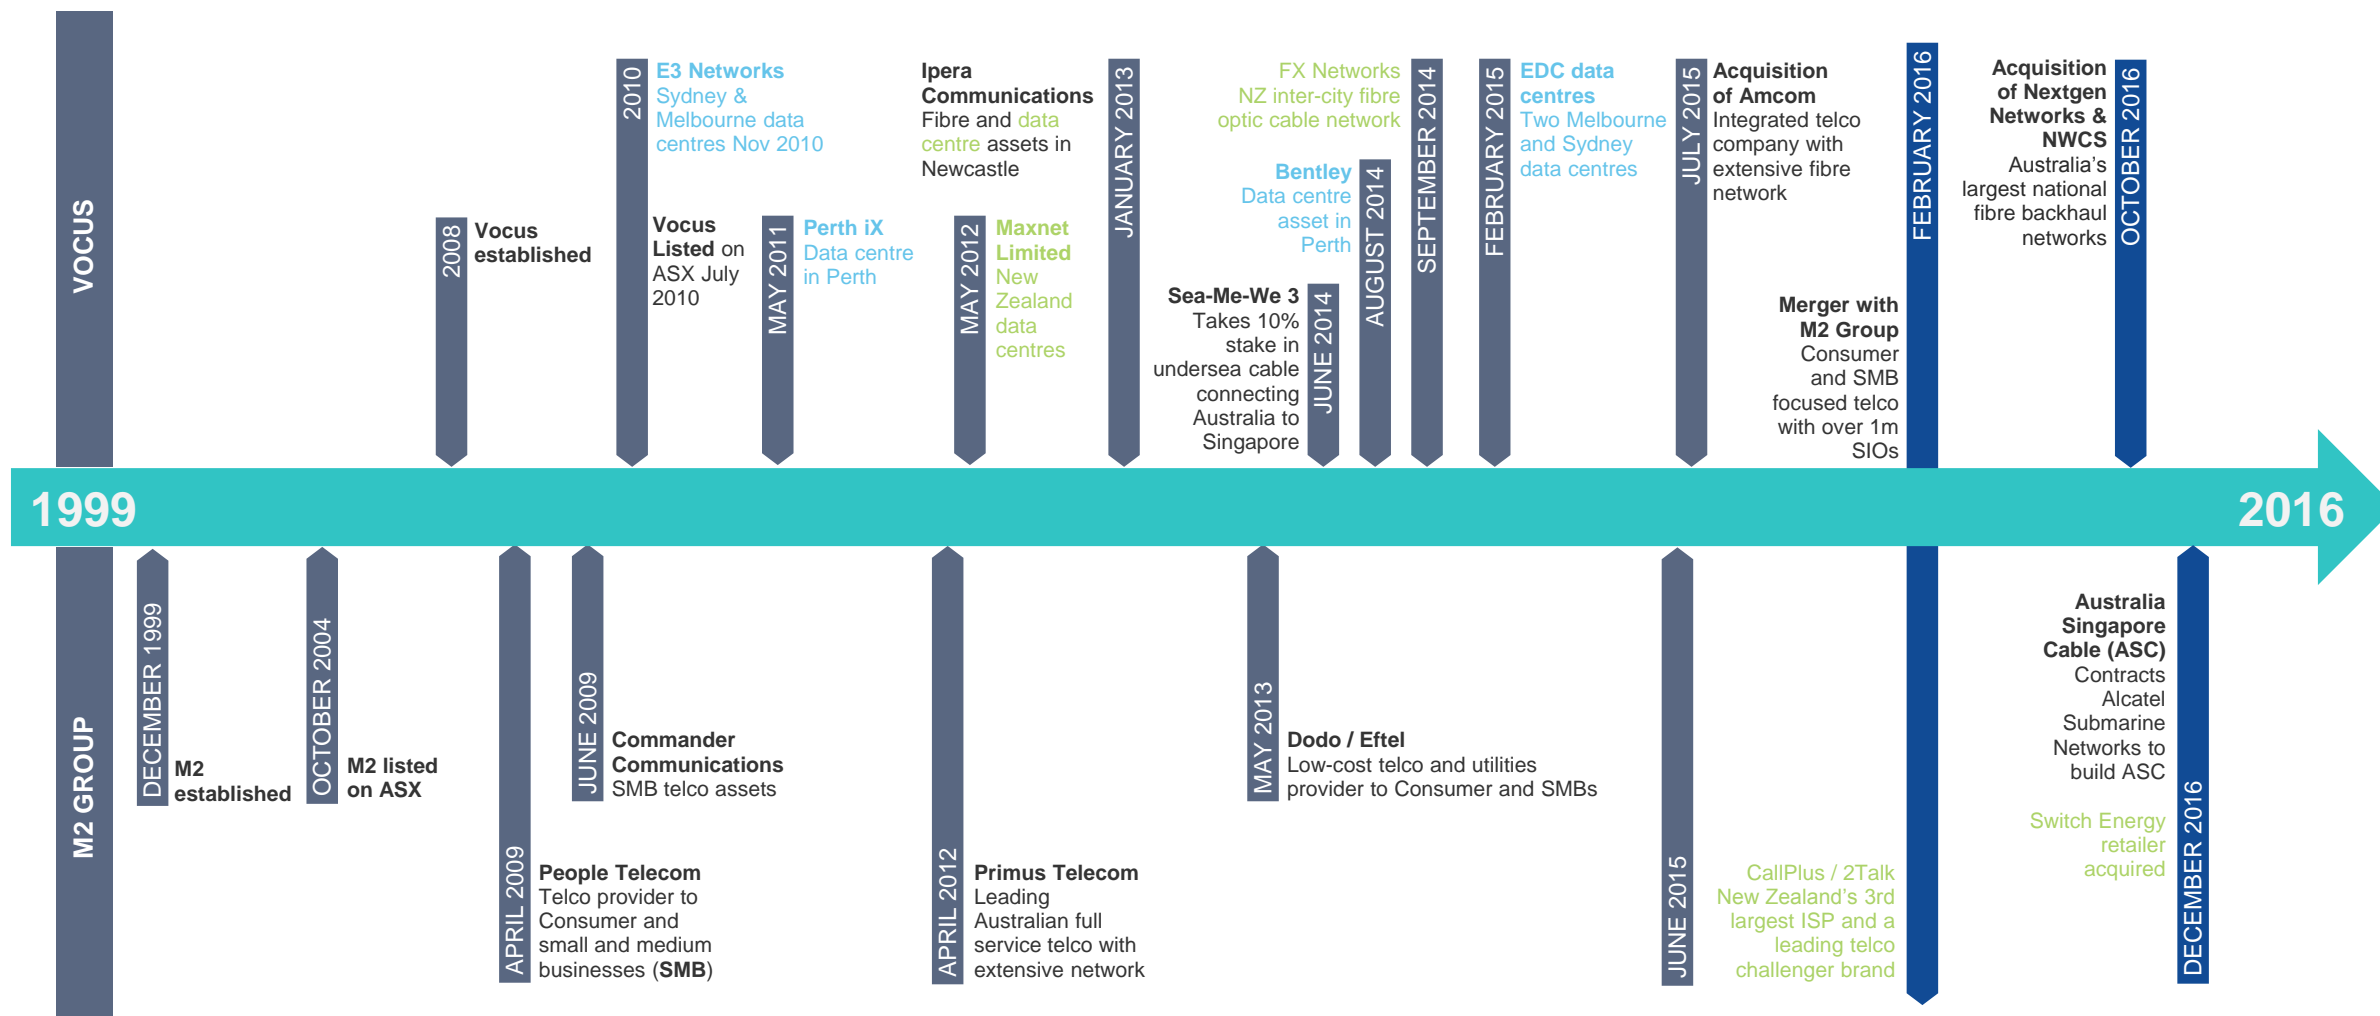 VOCUS
2008
Vocus
established
2010
E3 Networks
Sydney &
Melbourne data
centres Nov 2010
Vocus
Listed on
ASX July
2010
MAY 2011
Perth iX
Data centre
in Perth
MAY 2012
Maxnet
Limited
New
Zealand
data
centres
Ipera
Communications
Fibre and data
centre assets in
Newcastle
JANUARY 2013
Sea-Me-We 3
Takes 10%
stake in
undersea cable
connecting
Australia to
Singapore
JUNE 2014
Bentley
Data centre
asset in
Perth
AUGUST 2014
FX Networks
NZ inter-city fibre
optic cable network
SEPTEMBER 2014
FEBRUARY 2015
EDC data
centres
Two Melbourne
and Sydney
data centres
JULY 2015
Acquisition
of Amcom
Integrated telco
company with
extensive fibre
network
Merger with
M2 Group
Consumer
and SMB
focused telco
with over 1m
SIOs
FEBRUARY 2016
Acquisition
of Nextgen
Networks &
NWCS
Australia’s
largest national
fibre backhaul
networks
OCTOBER 2016
1999
2016
M2 GROUP
DECEMBER 1999
M2
established
OCTOBER 2004
M2 listed
on ASX
APRIL 2009
People Telecom
Telco provider to
Consumer and
small and medium
businesses (SMB)
JUNE 2009
Commander
Communications
SMB telco assets
APRIL 2012
Primus Telecom
Leading
Australian full
service telco with
extensive network
MAY 2013
Dodo / Eftel
Low-cost telco and utilities
provider to Consumer and SMBs
JUNE 2015
CallPlus / 2Talk
New Zealand’s 3rd
largest ISP and a
leading telco
challenger brand
Australia
Singapore
Cable (ASC)
Contracts
Alcatel
Submarine
Networks to
build ASC
Switch Energy
retailer
acquired
DECEMBER 2016